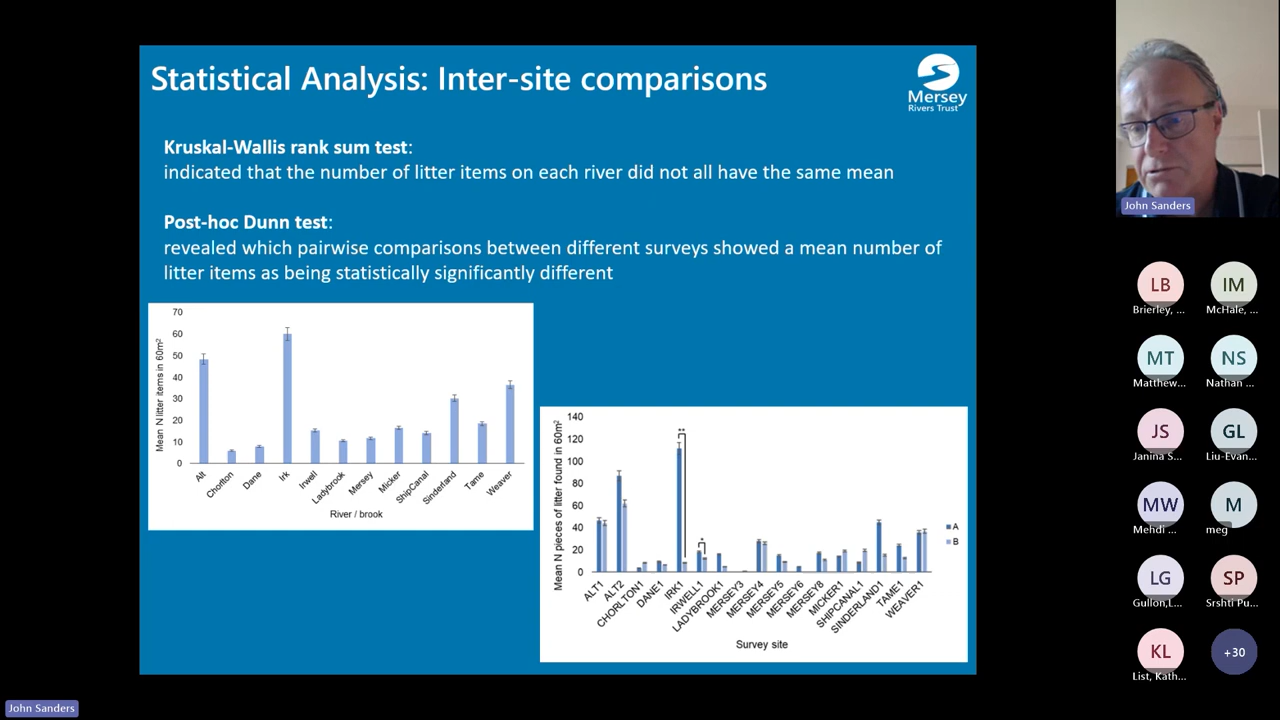 Statistical Analysis: Inter-site comparisons
Mersey
Rivers Trust
Kruskal-Wallis rank sum test:
indicated that the number of litter items on each river did not all have the same mean
Post-hoc Dunn test:
revealed which pairwise comparisons between different surveys showed a mean number of
litter items as being statistically significantly different
Mean N litter items in 60m²
70
60
50
40
30
20
10
0
Alt
Chorlton
Dane
Irk
Irwell
Ladybrook
Mersey
Micker
ShipCanal
Sinderland
Tame
Weaver
River / brook
Mean N pieces of litter found in 60m²
140
120
100
80
60
40
20
0
**
*
A
B
ALT1
ALT2
CHORLTON1
DANE1
IRK1
IRWELL1
LADYBROOK1
MERSEY3
MERSEY4
MERSEY5
MERSEY6
MERSEY8
MICKER1
SHIPCANAL1
SINDERLAND1
TAME1
WEAVER1
Survey site
John Sanders
LB
Brierley, ...
IM
McHale, ...
MT
Matthew...
NS
Nathan ...
JS
Janina S...
GL
Liu-Evan...
MW
Mehdi ...
M
meg
LG
Gullon,L...
SP
Srshti Pu...
KL
List, Kath...
+30
John Sanders